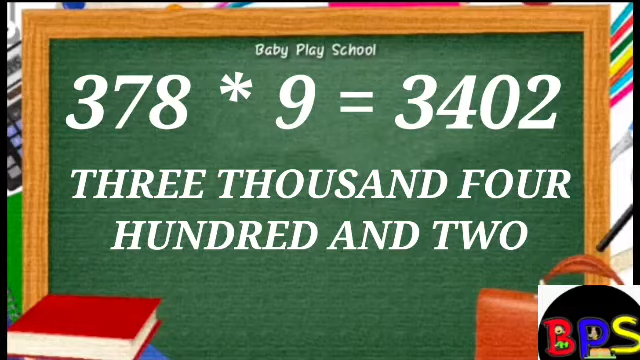 Baby Play School
378 * 9 = 3402
THREE THOUSAND FOUR
HUNDRED AND TWO
BPS